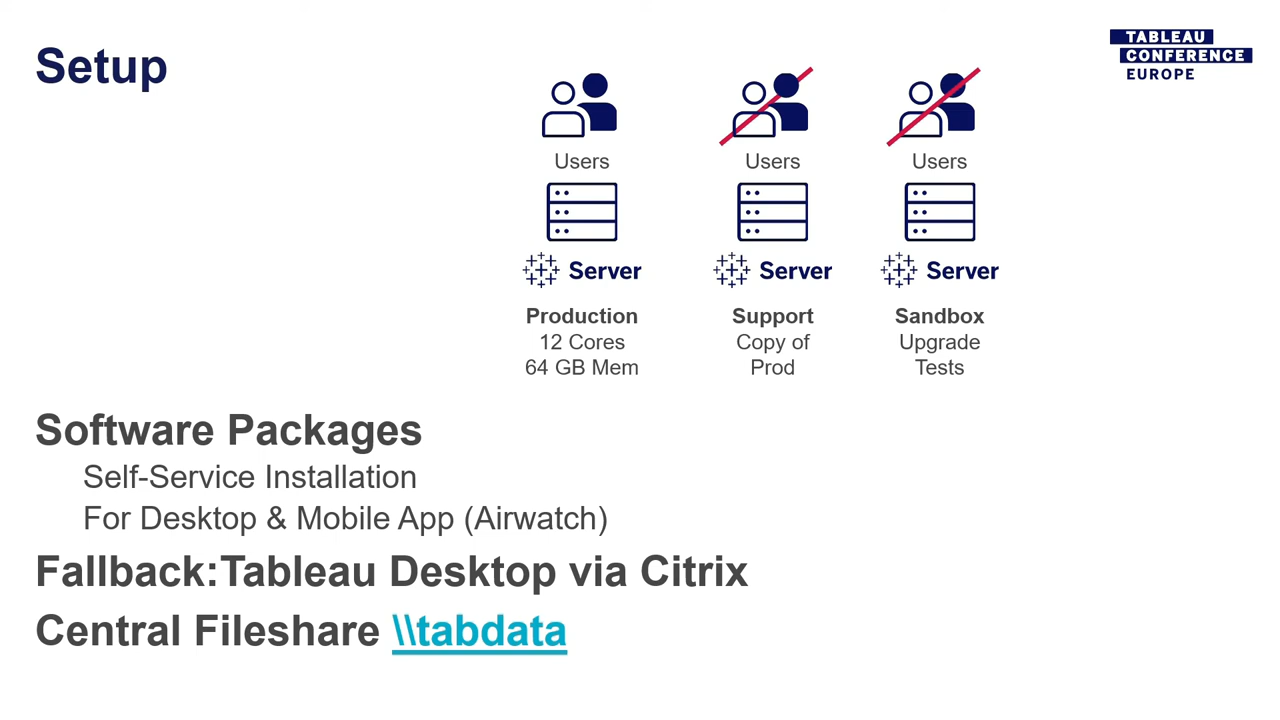 Setup
TABLEAU
CONFERENCE
EUROPE
Users Users Users
Server Server Server
Production Support Sandbox
12 Cores Copy of Upgrade
64 GB Mem Prod Tests
Software Packages
Self-Service Installation
For Desktop & Mobile App (Airwatch)
Fallback:Tableau Desktop via Citrix
Central Fileshare \\tabdata